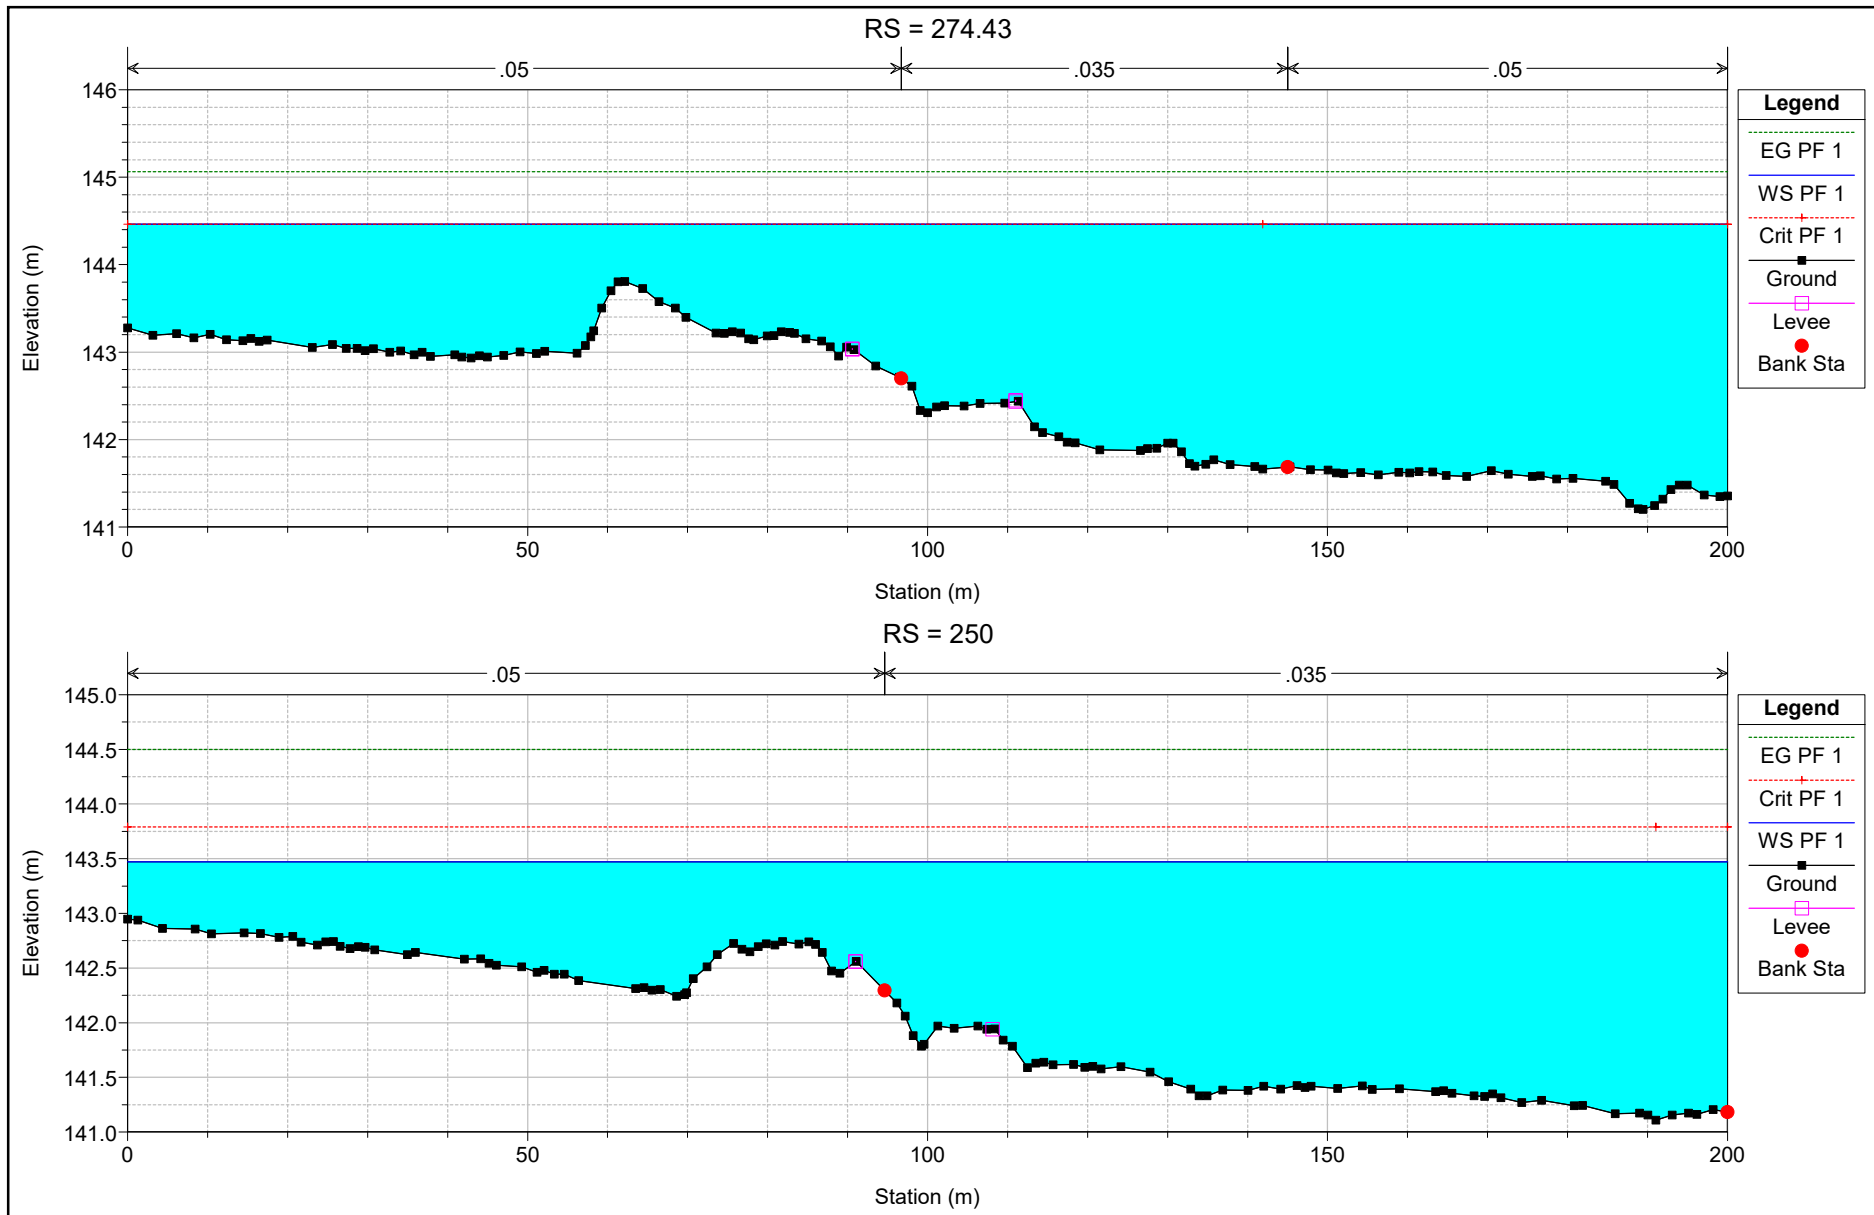 RS = 274.43
.05 .035 .05
146
145
144
143
142
141
Elevation (m)
0 50 100 150 200
Station (m)
Legend
EG PF 1
WS PF 1
Crit PF 1
Ground
Levee
Bank Sta
RS = 250
.05 .035
145.0
144.5
144.0
143.5
143.0
142.5
142.0
141.5
141.0
Elevation (m)
0 50 100 150 200
Station (m)
Legend
EG PF 1
Crit PF 1
WS PF 1
Ground
Levee
Bank Sta